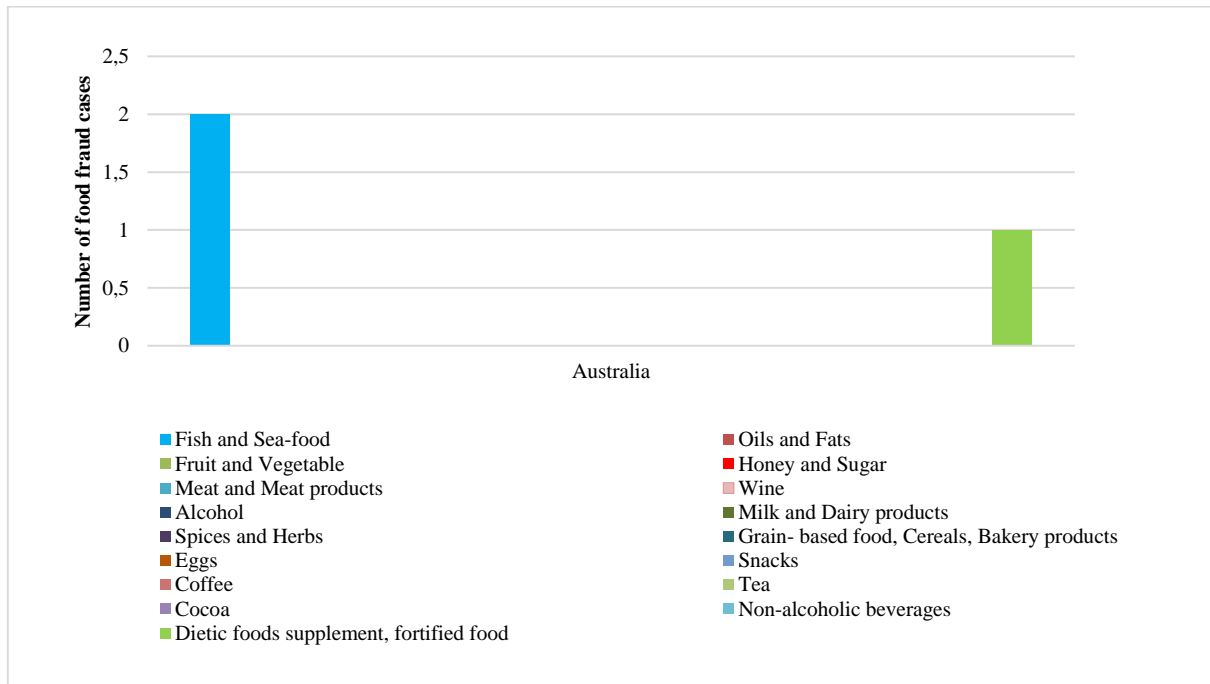 Number of food fraud cases
2,5
2
1,5
1
0,5
0
Australia
Fish and Sea-food
Oils and Fats
Fruit and Vegetable
Honey and Sugar
Meat and Meat products
Wine
Alcohol
Milk and Dairy products
Spices and Herbs
Grain- based food, Cereals, Bakery products
Eggs
Snacks
Coffee
Tea
Cocoa
Non-alcoholic beverages
Dietic foods supplement, fortified food